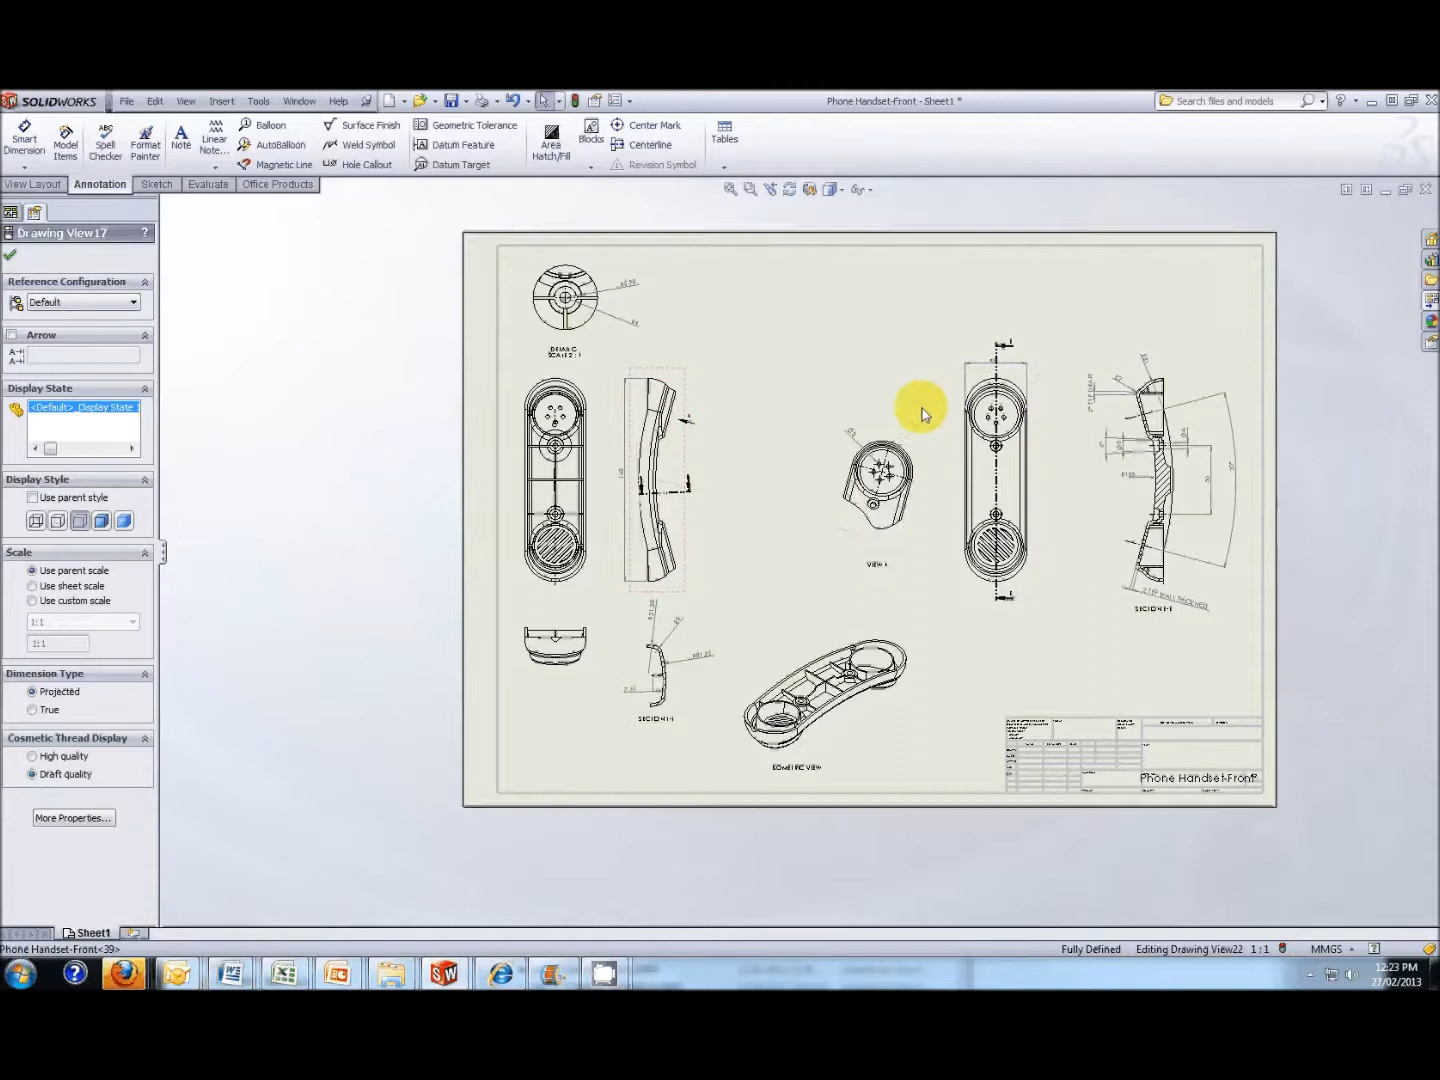 SOLIDWORKS File Edit View Insert Tools Window Help
Phone Handset-Front - Sheet1 *
Search files and models
Smart Dimension
Model Items
Spell Checker
Format Painter
Note
Linear Note...
Balloon
AutoBalloon
Magnetic Line
Surface Finish
Weld Symbol
Hole Callout
Geometric Tolerance
Datum Feature
Datum Target
Area Hatch/Fill
Blocks
Center Mark
Centerline
Revision Symbol
Tables
View Layout Annotation Sketch Evaluate Office Products
Drawing View17 ?
Reference Configuration
Default
Arrow
Display State
<Default>_Display State 1
Display Style
Use parent style
Scale
Use parent scale
Use sheet scale
Use custom scale
1:1
1:1
Dimension Type
Projected
True
Cosmetic Thread Display
High quality
Draft quality
More Properties...
DETAIL C
SCALE 2 : 1
Phone Handset-Front
Sheet1
Phone Handset-Front<39>
Fully Defined Editing Drawing View22 1 : 1 MMGS
12:23 PM
27/02/2013